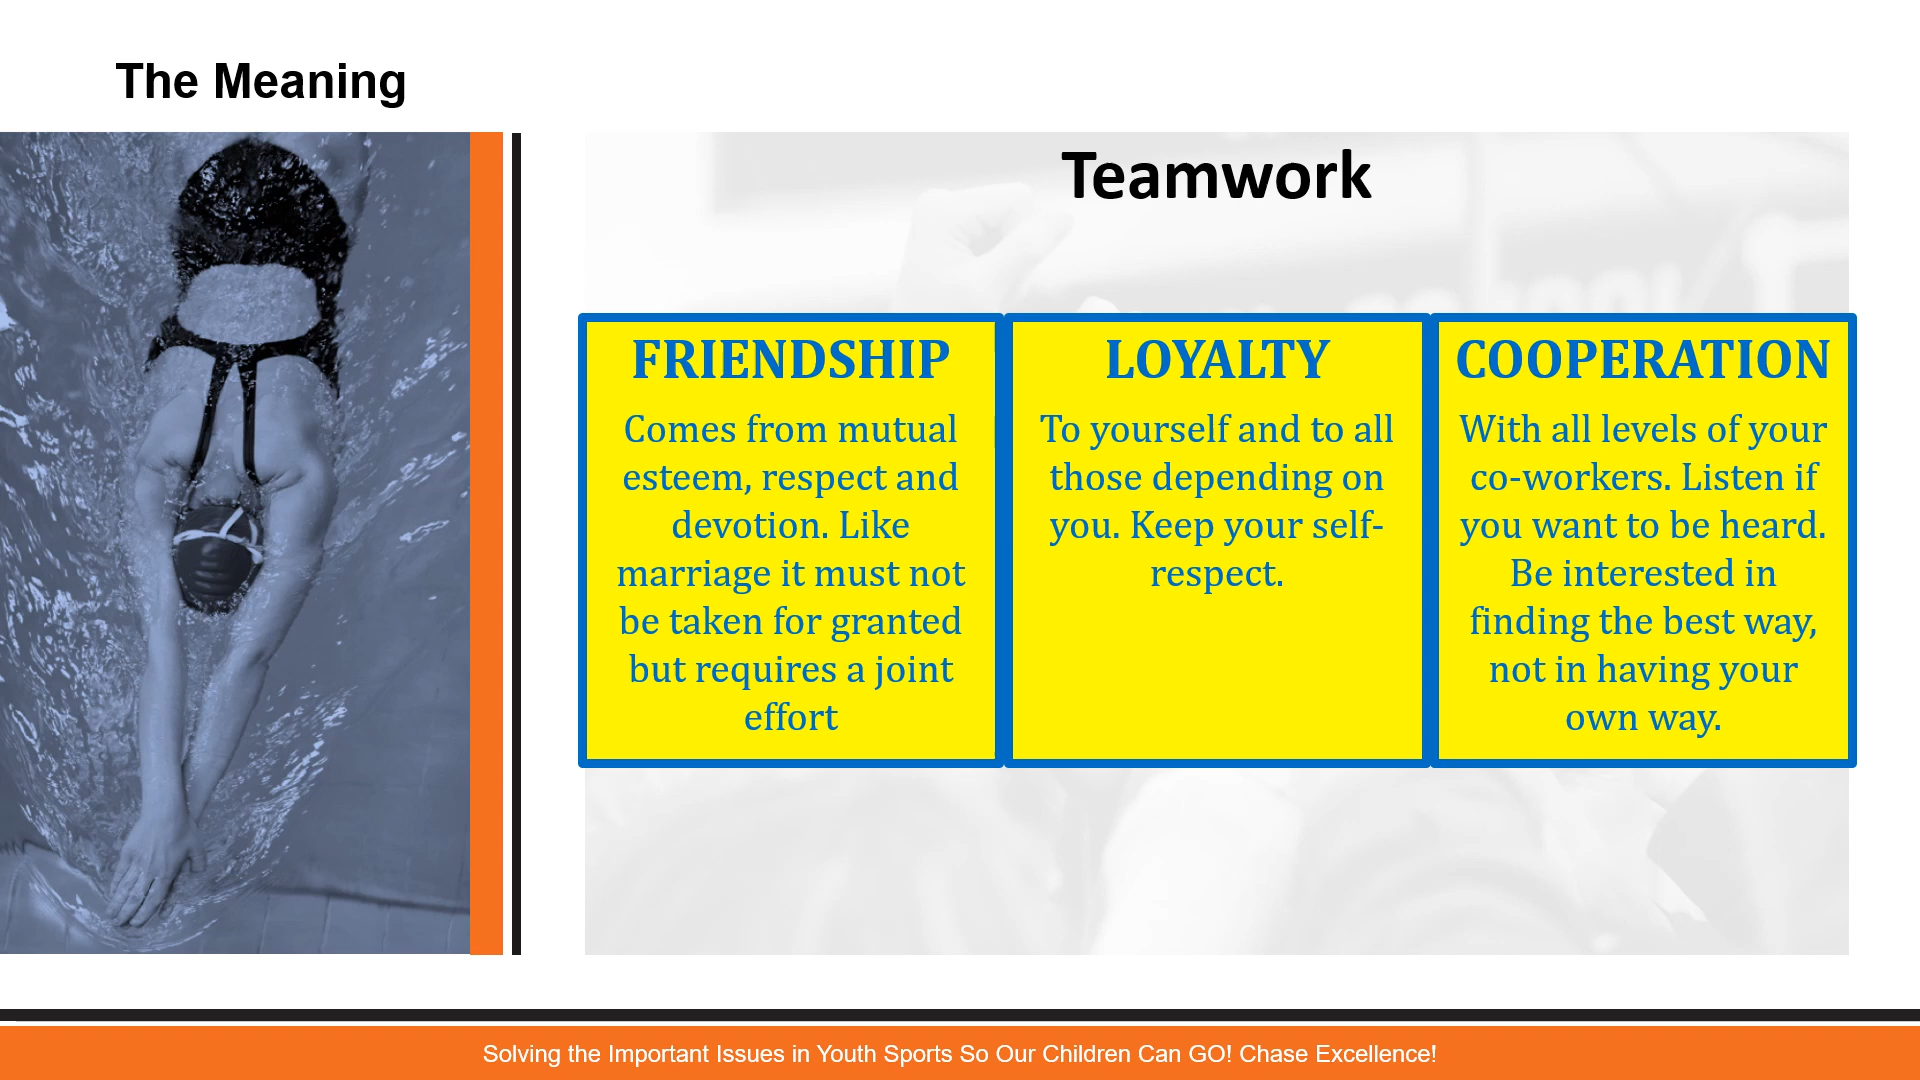 The Meaning
Teamwork
FRIENDSHIP
Comes from mutual
esteem, respect and
devotion. Like
marriage it must not
be taken for granted
but requires a joint
effort
LOYALTY
To yourself and to all
those depending on
you. Keep your self-
respect.
COOPERATION
With all levels of your
co-workers. Listen if
you want to be heard.
Be interested in
finding the best way,
not in having your
own way.
Solving the Important Issues in Youth Sports So Our Children Can GO! Chase Excellence!